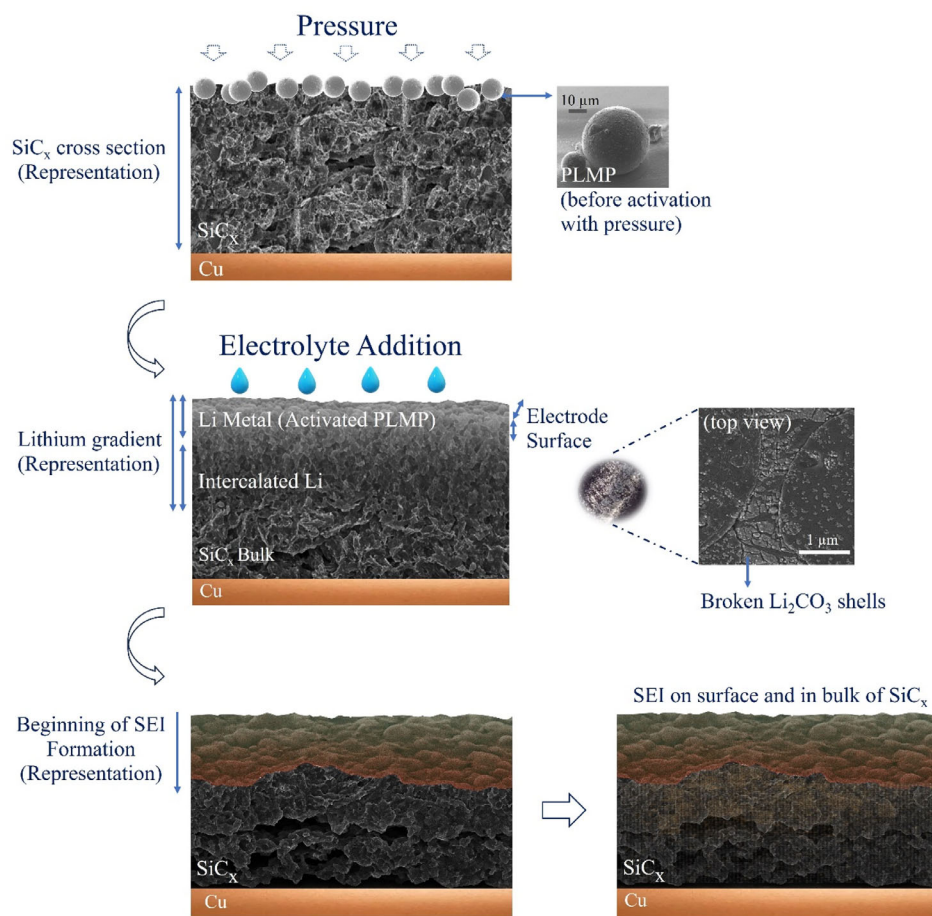 Pressure
SiCₓ cross section
(Representation)
10 µm
PLMP
(before activation
with pressure)
SiCₓ
Cu
Electrolyte Addition
Lithium gradient
(Representation)
Li Metal (Activated PLMP)
Electrode
Surface
(top view)
Intercalated Li
1 µm
SiCₓ Bulk
Cu
Broken Li₂CO₃ shells
Beginning of SEI
Formation
(Representation)
SEI on surface and in bulk of SiCₓ
SiCₓ
SiCₓ
Cu
Cu